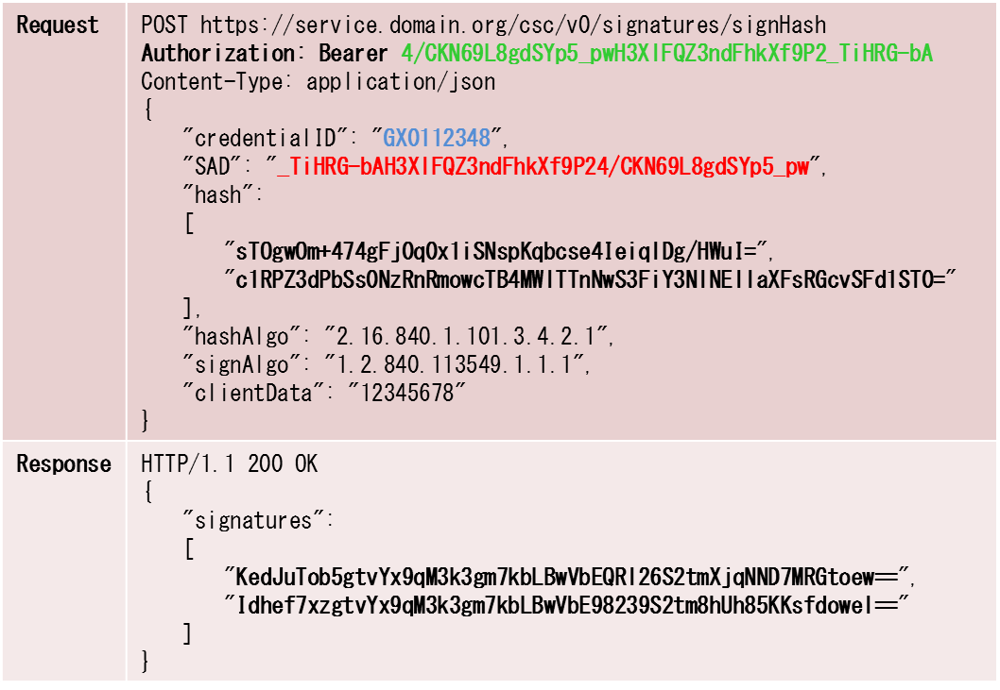 Request
POST https://service.domain.org/csc/v0/signatures/signHash
Authorization: Bearer 4/CKN69L8gdSYp5_pwH3XlFQZ3ndFhkXf9P2_TiHRG-bA
Content-Type: application/json
{
"credentialID": "GX0112348",
"SAD": "_TiHRG-bAH3XlFQZ3ndFhkXf9P24/CKN69L8gdSYp5_pw",
"hash":
[
"sTOgwOm+474gFj0q0x1iSNspKqbcse4IeiqlDg/HWuI=",
"c1RPZ3dPbSs0NzRnRmowcTB4MWlTTnNwS3FiY3NlNEllaXFsRGcvSFd1ST0="
],
"hashAlgo": "2.16.840.1.101.3.4.2.1",
"signAlgo": "1.2.840.113549.1.1.1",
"clientData": "12345678"
}
Response
HTTP/1.1 200 OK
{
"signatures":
[
"KedJuTob5gtvYx9qM3k3gm7kbLBwVbEQRl26S2tmXjqNND7MRGtoew==",
"Idhef7xzgtvYx9qM3k3gm7kbLBwVbE98239S2tm8hUh85KKsfdowel=="
]
}